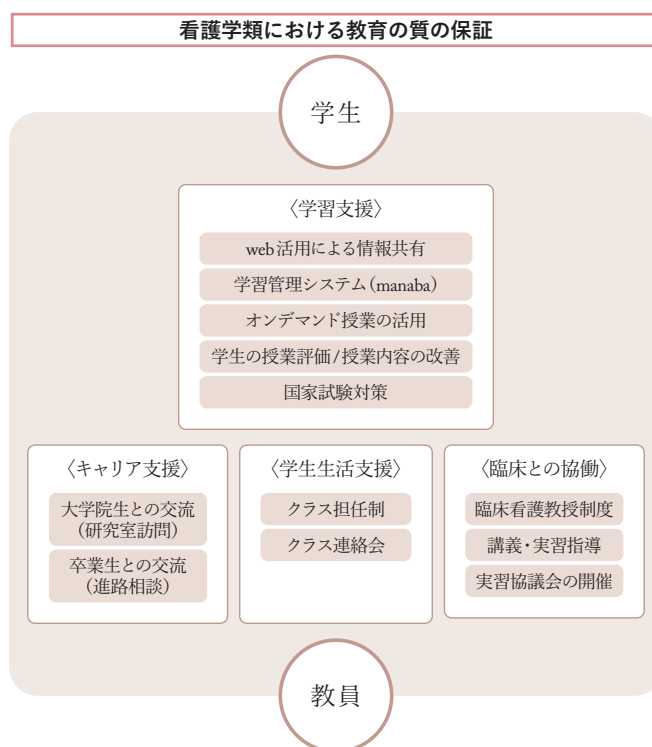 看護学類における教育の質の保証
学生
〈学習支援〉
web活用による情報共有
学習管理システム(manaba)
オンデマンド授業の活用
学生の授業評価/授業内容の改善
国家試験対策
〈キャリア支援〉
大学院生との交流
(研究室訪問)
卒業生との交流
(進路相談)
〈学生生活支援〉
クラス担任制
クラス連絡会
〈臨床との協働〉
臨床看護教授制度
講義・実習指導
実習協議会の開催
教員